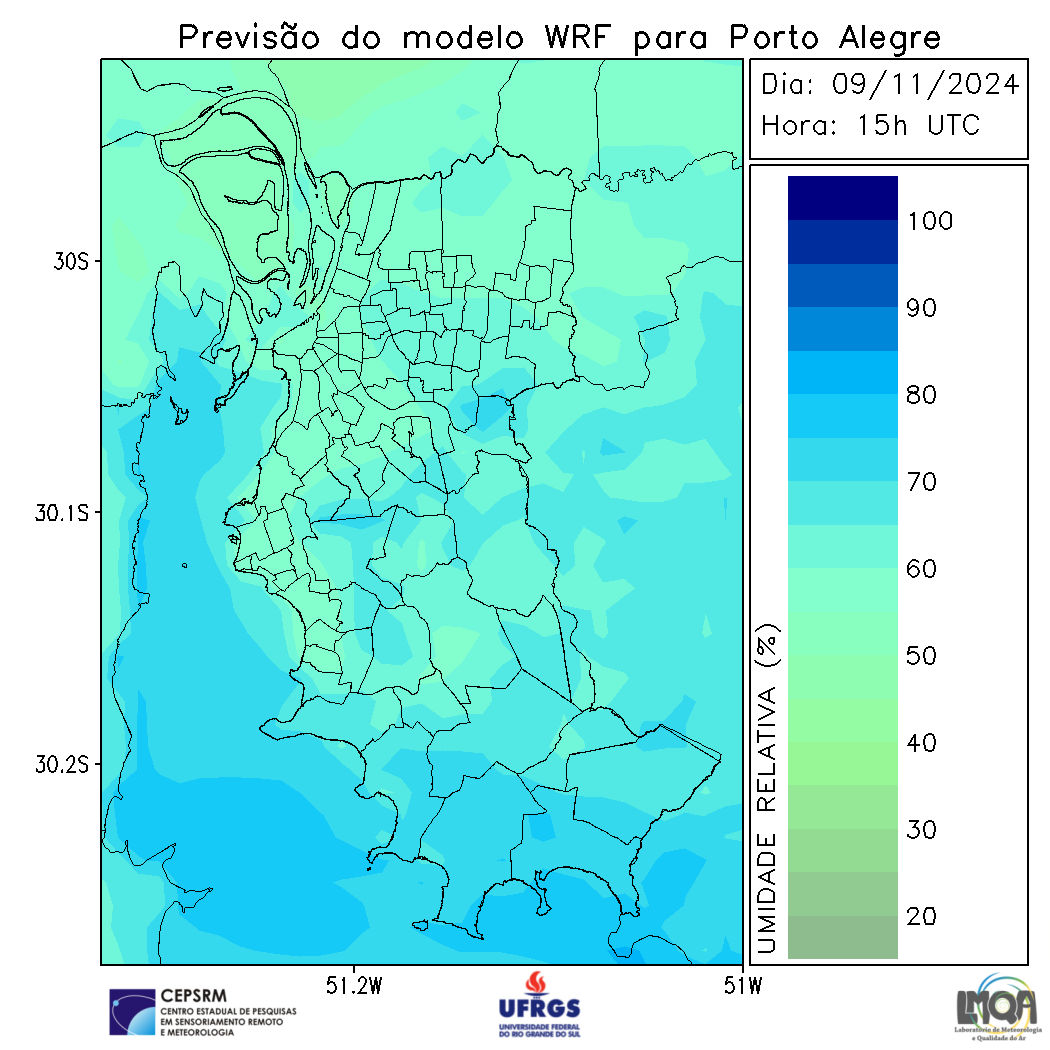 Previsão do modelo WRF para Porto Alegre
Dia: 09/11/2024
Hora: 15h UTC
30S
30.1S
30.2S
51.2W
51W
UMIDADE RELATIVA (%)
100
90
80
70
60
50
40
30
20
CEPSRM
CENTRO ESTADUAL DE PESQUISAS
EM SENSORIAMENTO REMOTO
E METEOROLOGIA
UFRGS
UNIVERSIDADE FEDERAL
DO RIO GRANDE DO SUL
LMQA
Laboratório de Meteorologia
e Qualidade do Ar